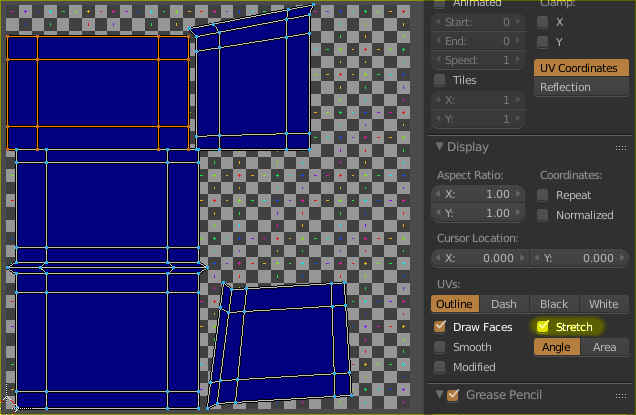 Animated
Clamp:
Start: 0
X
End: 0
Y
Speed: 1
Tiles
UV Coordinates
Reflection
X: 1
Y: 1
Display
Aspect Ratio:
Coordinates:
X: 1.00
Repeat
Y: 1.00
Normalized
Cursor Location:
X: 0.000
Y: 0.000
UVs:
Outline Dash Black White
Draw Faces
Stretch
Smooth
Angle Area
Modified
Grease Pencil